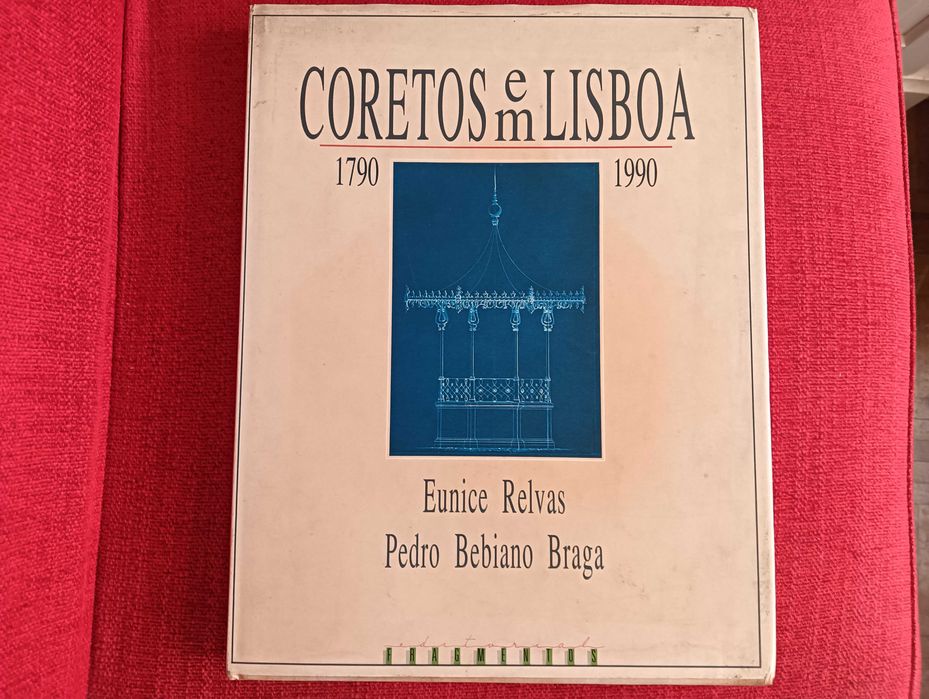 CORETOS em LISBOA
1790 1990
Eunice Relvas
Pedro Bebiano Braga
editorial
FRAGMENTOS